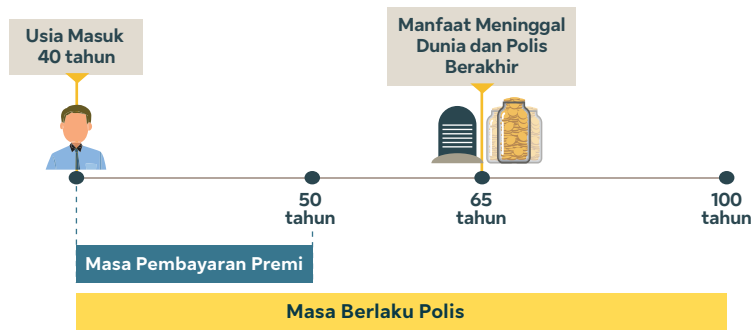 Usia Masuk
40 tahun
Manfaat Meninggal
Dunia dan Polis
Berakhir
50
tahun
65
tahun
100
tahun
Masa Pembayaran Premi
Masa Berlaku Polis